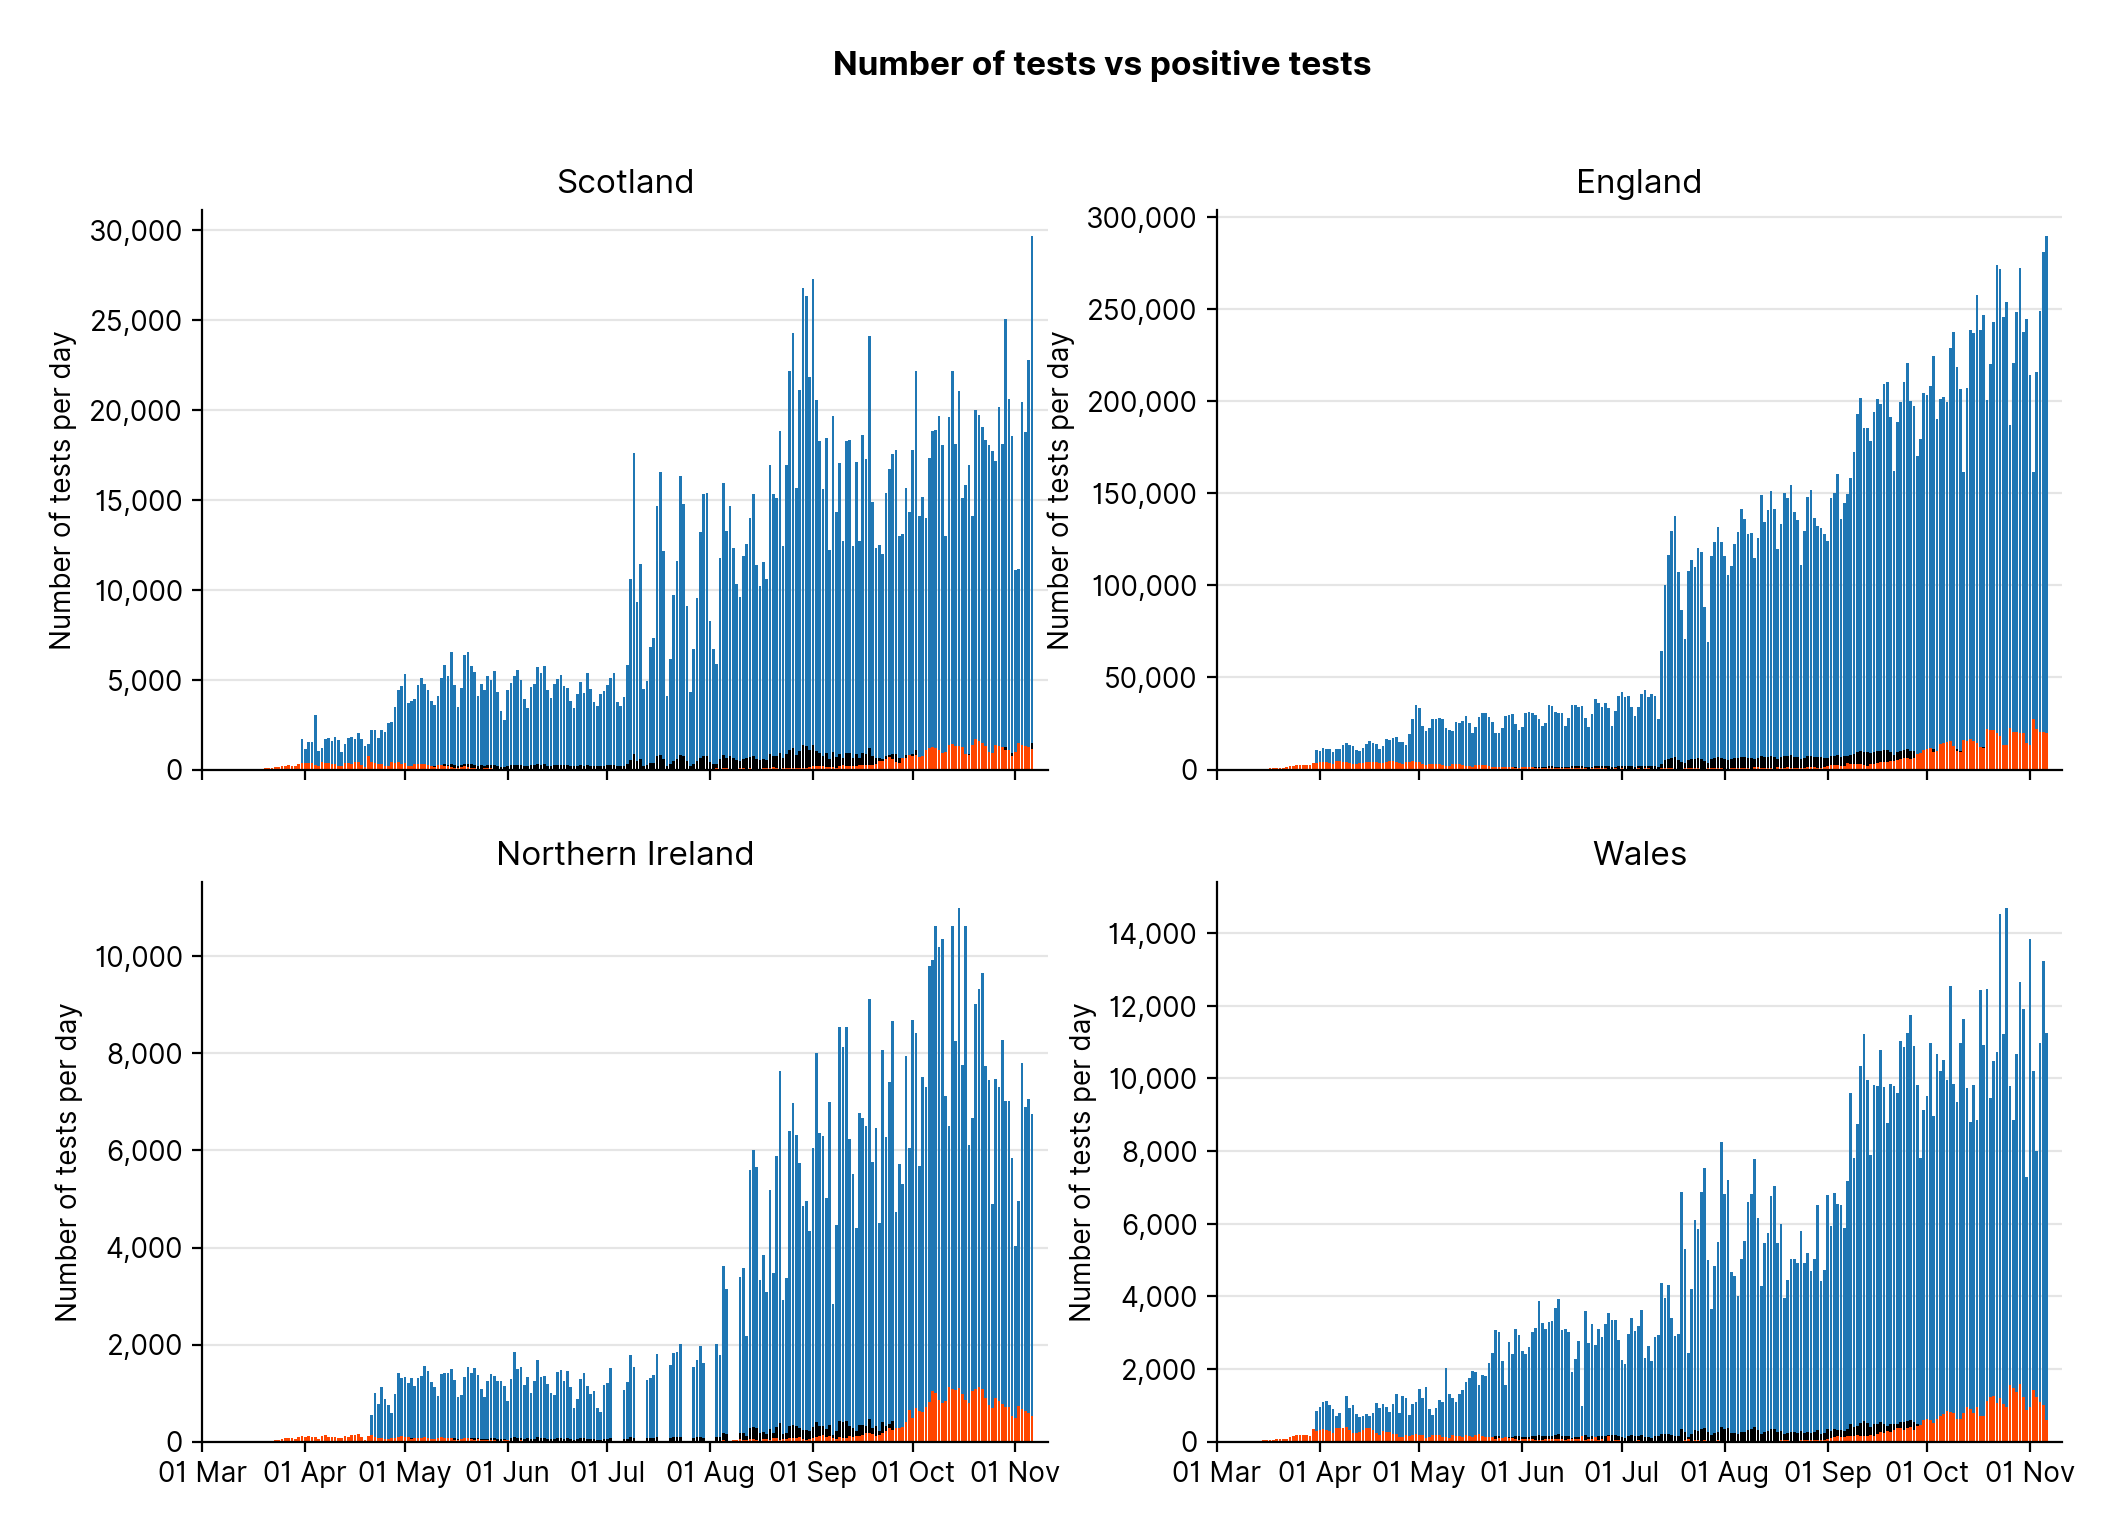 Number of tests vs positive tests
Scotland
30,000
25,000
20,000
15,000
10,000
5,000
0
Number of tests per day
England
300,000
250,000
200,000
150,000
100,000
50,000
0
Number of tests per day
Northern Ireland
10,000
8,000
6,000
4,000
2,000
0
Number of tests per day
01 Mar 01 Apr 01 May 01 Jun 01 Jul 01 Aug 01 Sep 01 Oct 01 Nov
Wales
14,000
12,000
10,000
8,000
6,000
4,000
2,000
0
Number of tests per day
01 Mar 01 Apr 01 May 01 Jun 01 Jul 01 Aug 01 Sep 01 Oct 01 Nov